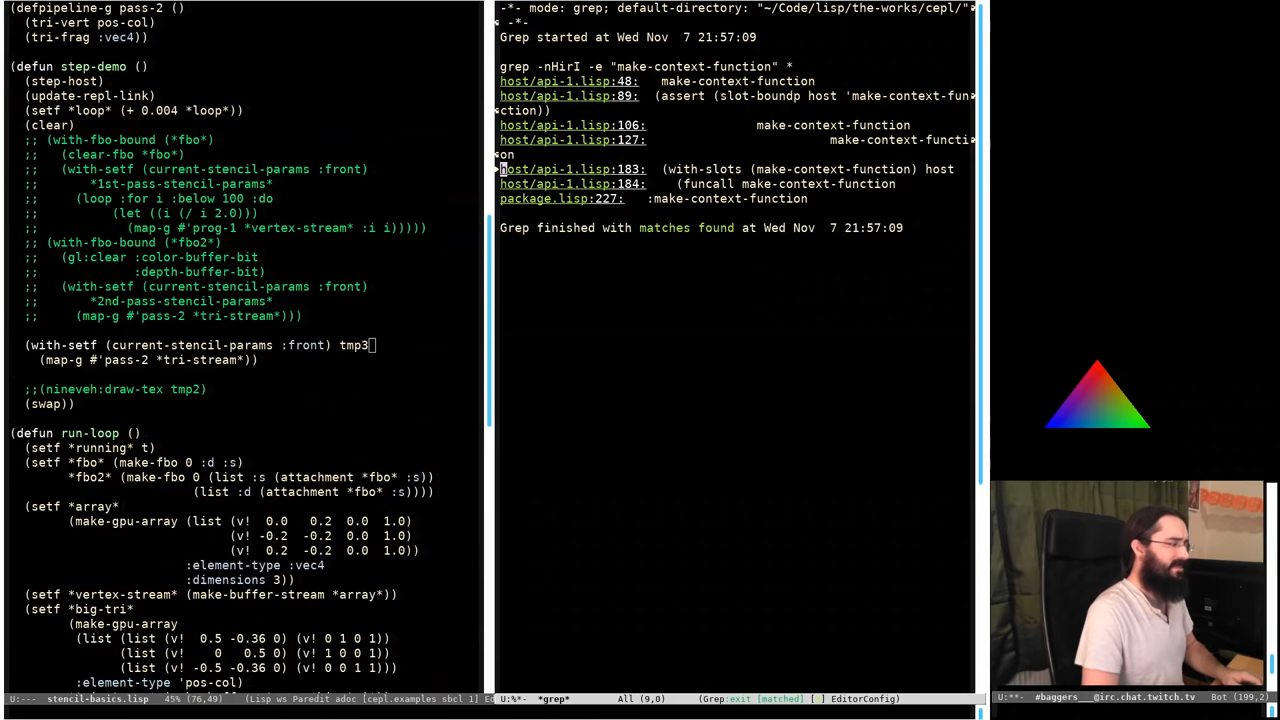 (defpipeline-g pass-2 ()
  (tri-vert pos-col)
  (tri-frag :vec4))
(defun step-demo ()
  (step-host)
  (update-repl-link)
  (setf *loop* (+ 0.004 *loop*))
  (clear)
  ;; (with-fbo-bound (*fbo*)
  ;;   (clear-fbo *fbo*)
  ;;   (with-setf (current-stencil-params :front)
  ;;       *1st-pass-stencil-params*
  ;;     (loop :for i :below 100 :do
  ;;          (let ((i (/ i 2.0)))
  ;;            (map-g #'prog-1 *vertex-stream* :i i)))))
  ;; (with-fbo-bound (*fbo2*)
  ;;   (gl:clear :color-buffer-bit
  ;;             :depth-buffer-bit)
  ;;   (with-setf (current-stencil-params :front)
  ;;       *2nd-pass-stencil-params*
  ;;     (map-g #'pass-2 *tri-stream*)))
  (with-setf (current-stencil-params :front) tmp3
    (map-g #'pass-2 *tri-stream*))
  ;;(nineveh:draw-tex tmp2)
  (swap))
(defun run-loop ()
  (setf *running* t)
  (setf *fbo* (make-fbo 0 :d :s)
        *fbo2* (make-fbo 0 (list :s (attachment *fbo* :s))
                         (list :d (attachment *fbo* :s))))
  (setf *array*
        (make-gpu-array (list (v!  0.0   0.2  0.0  1.0)
                              (v! -0.2  -0.2  0.0  1.0)
                              (v!  0.2  -0.2  0.0  1.0))
                        :element-type :vec4
                        :dimensions 3))
  (setf *vertex-stream* (make-buffer-stream *array*))
  (setf *big-tri*
        (make-gpu-array
         (list (list (v!  0.5 -0.36 0) (v! 0 1 0 1))
               (list (v!    0   0.5 0) (v! 1 0 0 1))
               (list (v! -0.5 -0.36 0) (v! 0 0 1 1)))
         :element-type 'pos-col)
U:---  stencil-basics.lisp   45% (76,49)    (Lisp ws Paredit adoc [cepl.examples sbcl 1] Ed
-*- mode: grep; default-directory: "~/Code/lisp/the-works/cepl/"
 -*-
Grep started at Wed Nov  7 21:57:09
grep -nHirI -e "make-context-function" *
host/api-1.lisp:48:   make-context-function
host/api-1.lisp:89:  (assert (slot-boundp host 'make-context-fun
ction))
host/api-1.lisp:106:               make-context-function
host/api-1.lisp:127:                         make-context-functi
on
host/api-1.lisp:183:  (with-slots (make-context-function) host
host/api-1.lisp:184:    (funcall make-context-function
package.lisp:227:   :make-context-function
Grep finished with matches found at Wed Nov  7 21:57:09
U:%*-  *grep*          All (9,0)      (Grep:exit [matched] EditorConfig)
U:**-  #baggers___@irc.chat.twitch.tv   Bot (199,2)